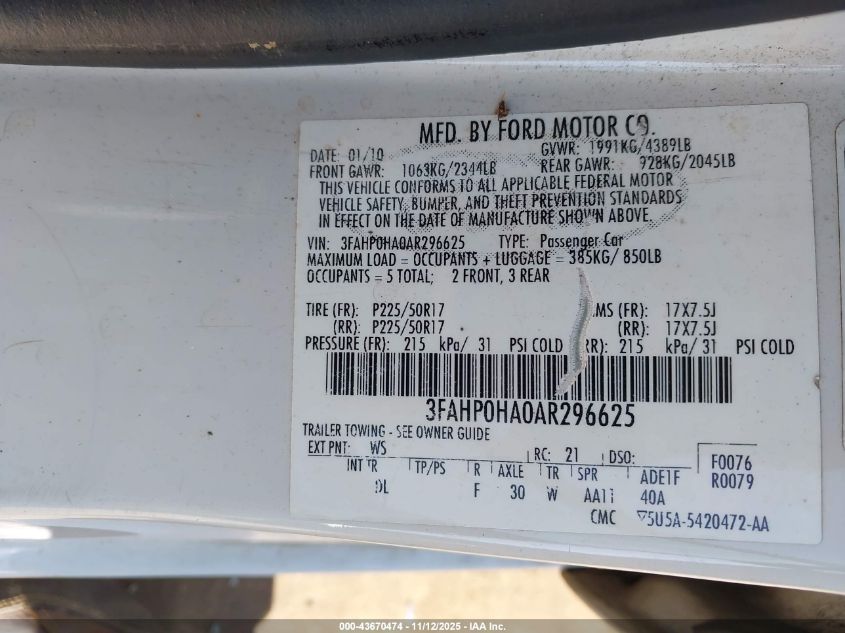 MFD. BY FORD MOTOR CO.
DATE: 01/10 GVWR: 1991KG/4389LB
FRONT GAWR: 1063KG/2344LB REAR GAWR: 928KG/2045LB
THIS VEHICLE CONFORMS TO ALL APPLICABLE FEDERAL MOTOR
VEHICLE SAFETY, BUMPER, AND THEFT PREVENTION STANDARDS
IN EFFECT ON THE DATE OF MANUFACTURE SHOWN ABOVE.
VIN: 3FAHP0HA0AR296625 TYPE: Passenger Car
MAXIMUM LOAD = OCCUPANTS + LUGGAGE = 385KG/ 850LB
OCCUPANTS = 5 TOTAL; 2 FRONT, 3 REAR
TIRE (FR): P225/50R17 MS (FR): 17X7.5J
(RR): P225/50R17 (RR): 17X7.5J
PRESSURE (FR): 215 kPa/ 31 PSI COLD RR): 215 kPa/ 31 PSI COLD
3FAHP0HA0AR296625
TRAILER TOWING - SEE OWNER GUIDE
EXT PNT: WS RC: 21 DSO: F0076
INT TR TP/PS R AXLE TR SPR ADE1F R0079
DL F 30 W AA11 40A
CMC 5U5A-5420472-AA
000-43670474 - 11/12/2025 - IAA Inc.